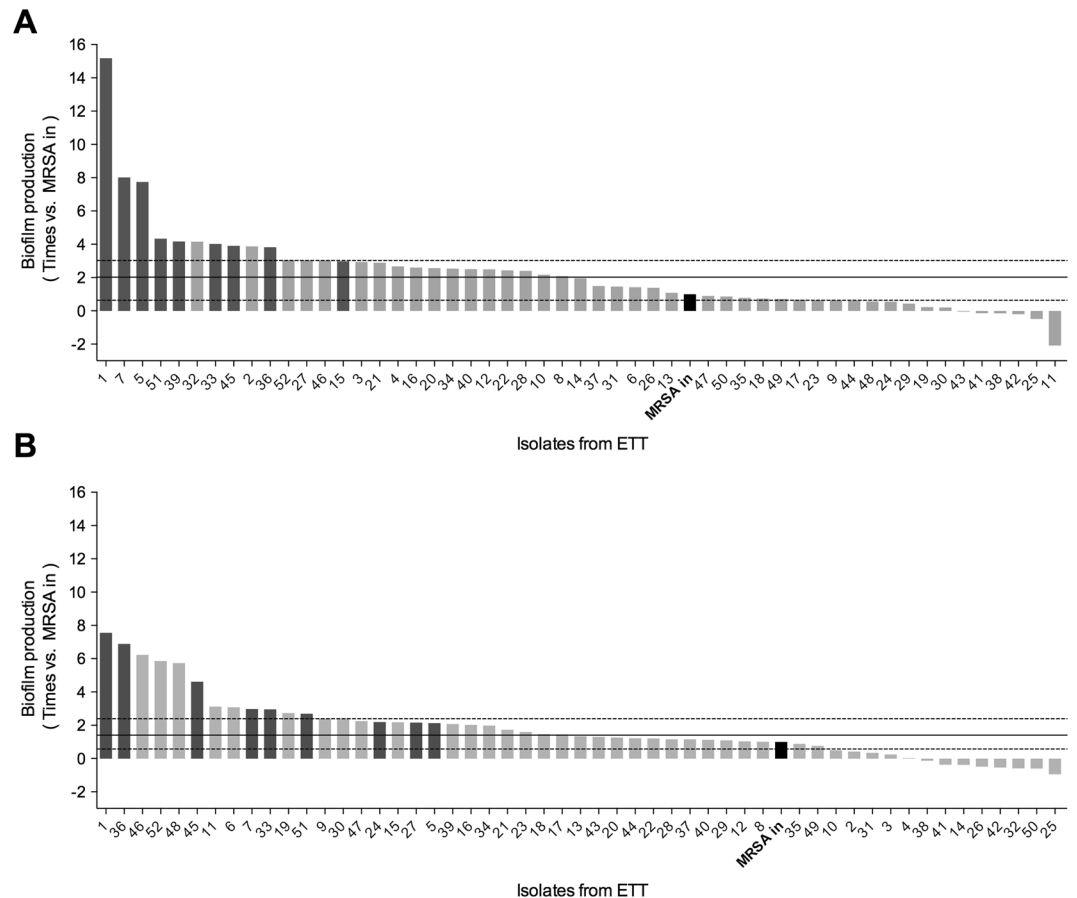 A
16
14
12
10
8
6
4
2
0
-2
Biofilm production
( Times vs. MRSA in )
1 7 5 51 39 32 33 45 2 36 52 27 46 15 3 21 4 16 20 34 40 12 22 28 10 8 14 37 31 6 26 13 MRSA in 47 50 35 18 49 17 23 9 44 48 24 29 19 30 43 41 38 42 25 11
Isolates from ETT
B
16
14
12
10
8
6
4
2
0
-2
Biofilm production
( Times vs. MRSA in )
1 36 46 52 48 45 11 6 7 33 19 51 9 30 47 24 15 27 5 39 16 34 21 23 18 17 13 43 20 44 22 28 37 40 29 12 8 MRSA in 35 49 10 2 31 3 4 38 41 14 26 42 32 50 25
Isolates from ETT